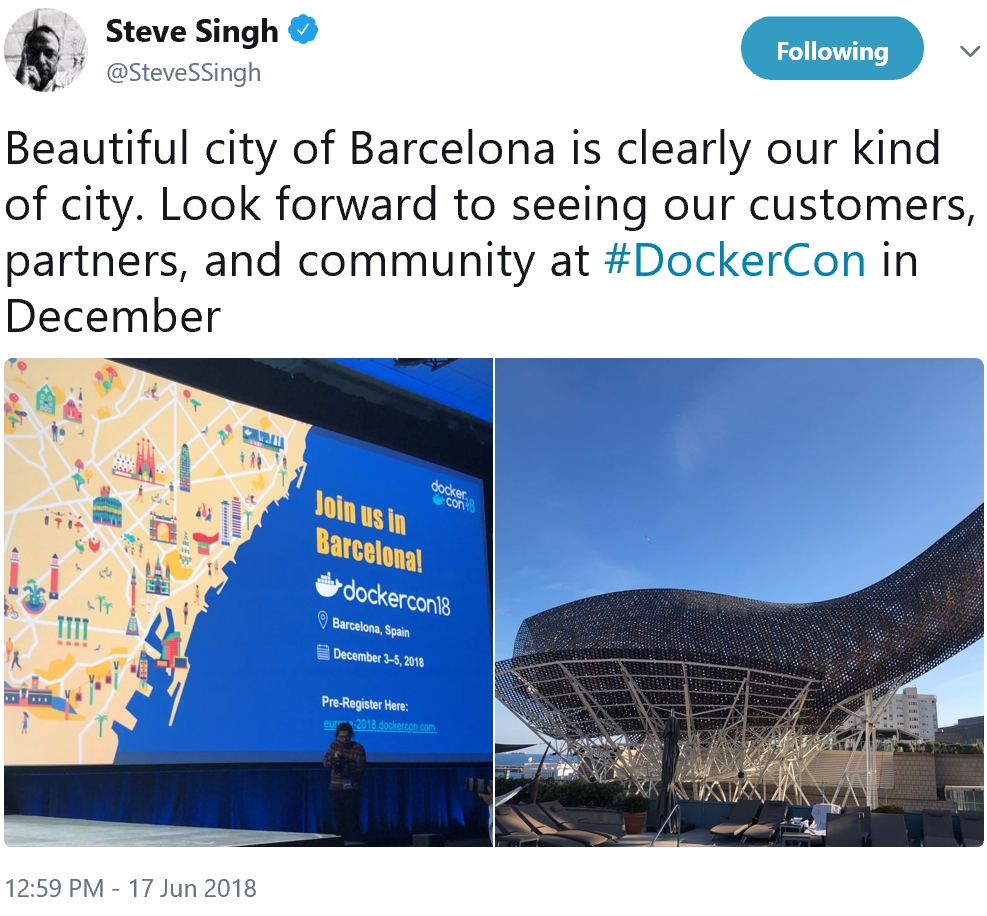 Steve Singh
@SteveSSingh
Following
Beautiful city of Barcelona is clearly our kind
of city. Look forward to seeing our customers,
partners, and community at #DockerCon in
December
docker
con18
Join us in
Barcelona!
dockercon18
Barcelona, Spain
December 3–5, 2018
Pre-Register Here:
europe-2018.dockercon.com
12:59 PM - 17 Jun 2018